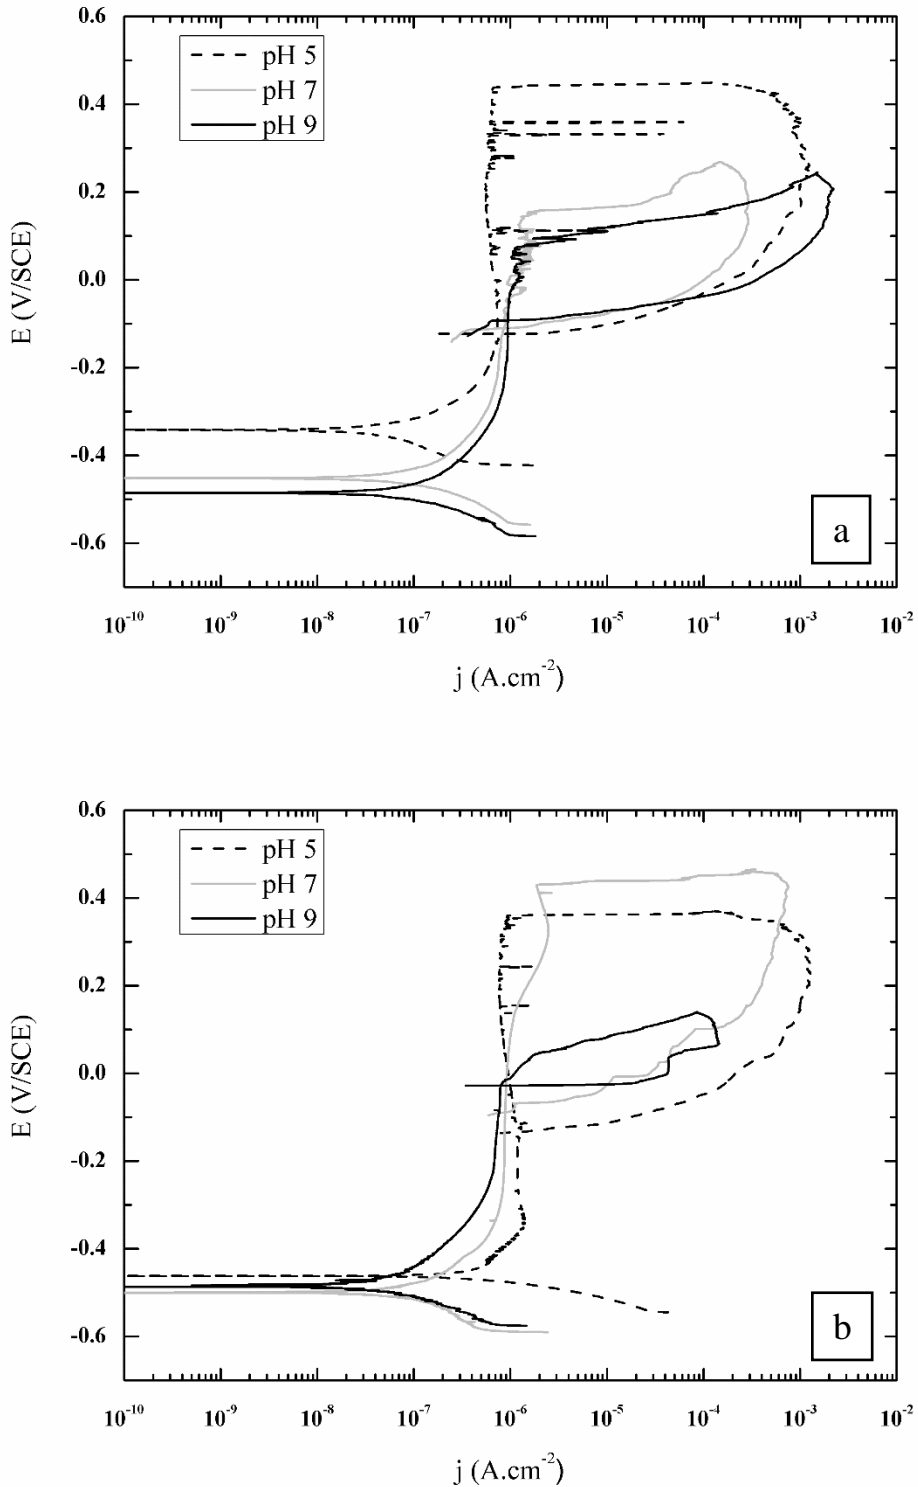 0.6
pH 5
pH 7
pH 9
0.4
0.2
0.0
-0.2
-0.4
-0.6
E (V/SCE)
a
10⁻¹⁰ 10⁻⁹ 10⁻⁸ 10⁻⁷ 10⁻⁶ 10⁻⁵ 10⁻⁴ 10⁻³ 10⁻²
j (A.cm⁻²)
0.6
pH 5
pH 7
pH 9
0.4
0.2
0.0
-0.2
-0.4
-0.6
E (V/SCE)
b
10⁻¹⁰ 10⁻⁹ 10⁻⁸ 10⁻⁷ 10⁻⁶ 10⁻⁵ 10⁻⁴ 10⁻³ 10⁻²
j (A.cm⁻²)